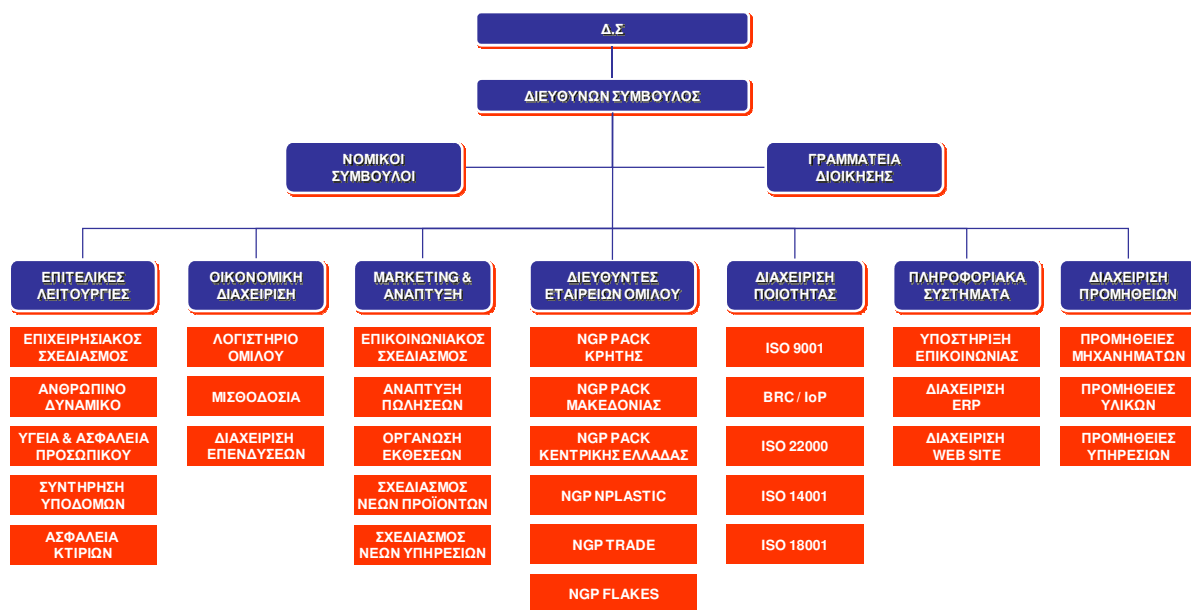 Δ.Σ
ΔΙΕΥΘΥΝΩΝ ΣΥΜΒΟΥΛΟΣ
ΝΟΜΙΚΟΙ
ΣΥΜΒΟΥΛΟΙ
ΓΡΑΜΜΑΤΕΙΑ
ΔΙΟΙΚΗΣΗΣ
ΕΠΙΤΕΛΙΚΕΣ
ΛΕΙΤΟΥΡΓΙΕΣ
ΕΠΙΧΕΙΡΗΣΙΑΚΟΣ
ΣΧΕΔΙΑΣΜΟΣ
ΑΝΘΡΩΠΙΝΟ
ΔΥΝΑΜΙΚΟ
ΥΓΕΙΑ & ΑΣΦΑΛΕΙΑ
ΠΡΟΣΩΠΙΚΟΥ
ΣΥΝΤΗΡΗΣΗ
ΥΠΟΔΟΜΩΝ
ΑΣΦΑΛΕΙΑ
ΚΤΙΡΙΩΝ
ΟΙΚΟΝΟΜΙΚΗ
ΔΙΑΧΕΙΡΙΣΗ
ΛΟΓΙΣΤΗΡΙΟ
ΟΜΙΛΟΥ
ΜΙΣΘΟΔΟΣΙΑ
ΔΙΑΧΕΙΡΙΣΗ
ΕΠΕΝΔΥΣΕΩΝ
MARKETING &
ΑΝΑΠΤΥΞΗ
ΕΠΙΚΟΙΝΩΝΙΑΚΟΣ
ΣΧΕΔΙΑΣΜΟΣ
ΑΝΑΠΤΥΞΗ
ΠΩΛΗΣΕΩΝ
ΟΡΓΑΝΩΣΗ
ΕΚΘΕΣΕΩΝ
ΣΧΕΔΙΑΣΜΟΣ
ΝΕΩΝ ΠΡΟΪΟΝΤΩΝ
ΣΧΕΔΙΑΣΜΟΣ
ΝΕΩΝ ΥΠΗΡΕΣΙΩΝ
ΔΙΕΥΘΥΝΤΕΣ
ΕΤΑΙΡΕΙΩΝ ΟΜΙΛΟΥ
NGP PACK
ΚΡΗΤΗΣ
NGP PACK
ΜΑΚΕΔΟΝΙΑΣ
NGP PACK
ΚΕΝΤΡΙΚΗΣ ΕΛΛΑΔΑΣ
NGP NPLASTIC
NGP TRADE
NGP FLAKES
ΔΙΑΧΕΙΡΙΣΗ
ΠΟΙΟΤΗΤΑΣ
ISO 9001
BRC / IoP
ISO 22000
ISO 14001
ISO 18001
ΠΛΗΡΟΦΟΡΙΑΚΑ
ΣΥΣΤΗΜΑΤΑ
ΥΠΟΣΤΗΡΙΞΗ
ΕΠΙΚΟΙΝΩΝΙΑΣ
ΔΙΑΧΕΙΡΙΣΗ
ERP
ΔΙΑΧΕΙΡΙΣΗ
WEB SITE
ΔΙΑΧΕΙΡΙΣΗ
ΠΡΟΜΗΘΕΙΩΝ
ΠΡΟΜΗΘΕΙΕΣ
ΜΗΧΑΝΗΜΑΤΩΝ
ΠΡΟΜΗΘΕΙΕΣ
ΥΛΙΚΩΝ
ΠΡΟΜΗΘΕΙΕΣ
ΥΠΗΡΕΣΙΩΝ